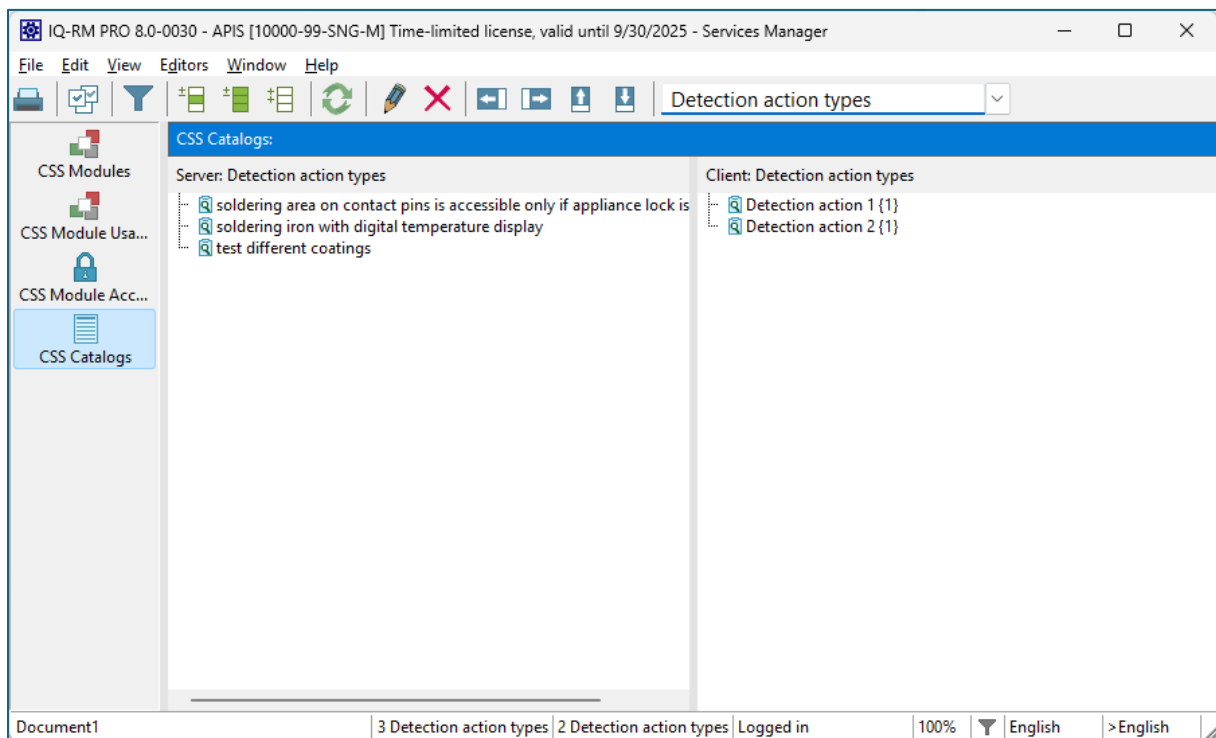 IQ-RM PRO 8.0-0030 - APIS [10000-99-SNG-M] Time-limited license, valid until 9/30/2025 - Services Manager
File Edit View Editors Window Help
Detection action types
CSS Modules
CSS Module Usa...
CSS Module Acc...
CSS Catalogs
CSS Catalogs:
Server: Detection action types
soldering area on contact pins is accessible only if appliance lock is
soldering iron with digital temperature display
test different coatings
Client: Detection action types
Detection action 1 {1}
Detection action 2 {1}
Document1 3 Detection action types 2 Detection action types Logged in 100% English >English